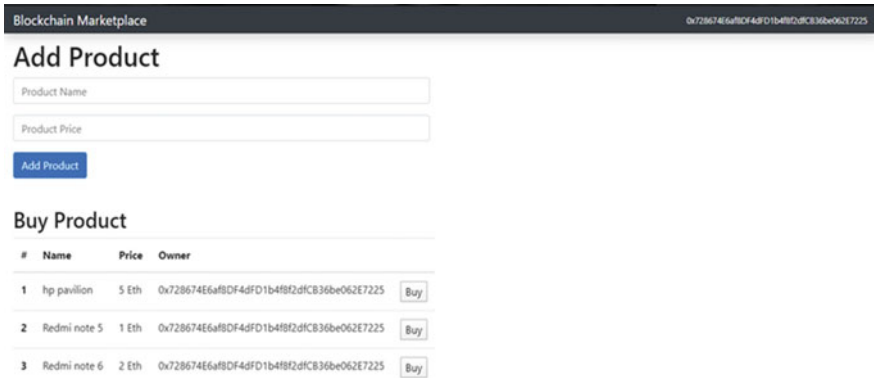 Blockchain Marketplace 0x728674E6af8DF4dFD1b4f8f2dfCB36be062E7225
Add Product
Product Name
Product Price
Add Product
Buy Product
# Name Price Owner
1 hp pavilion 5 Eth 0x728674E6af8DF4dFD1b4f8f2dfCB36be062E7225 Buy
2 Redmi note 5 1 Eth 0x728674E6af8DF4dFD1b4f8f2dfCB36be062E7225 Buy
3 Redmi note 6 2 Eth 0x728674E6af8DF4dFD1b4f8f2dfCB36be062E7225 Buy